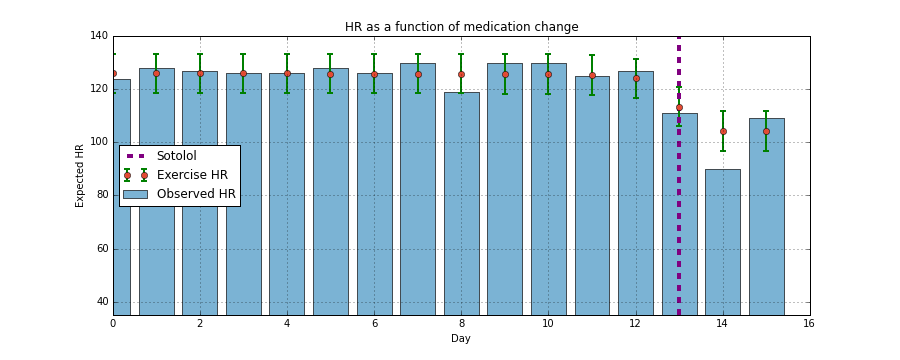 HR as a function of medication change
140
120
100
80
60
40
Expected HR
Sotolol
Exercise HR
Observed HR
0 2 4 6 8 10 12 14 16
Day